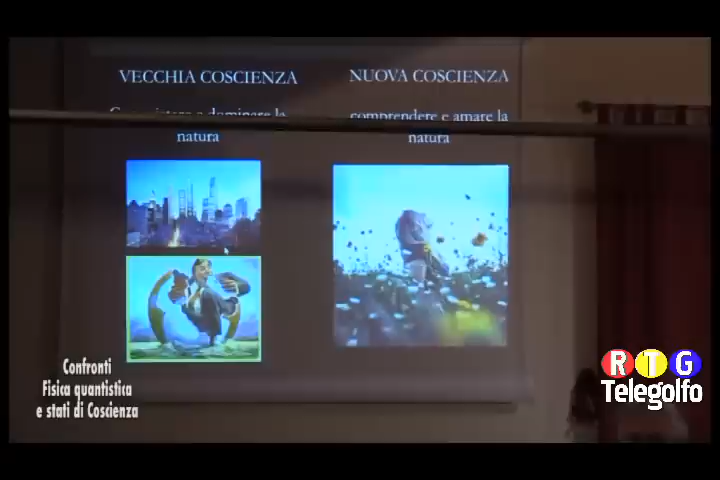 VECCHIA COSCIENZA
natura
NUOVA COSCIENZA
comprendere e amare la
natura
Confronti
Fisica quantistica
e stati di Coscienza
RTG
Telegolfo